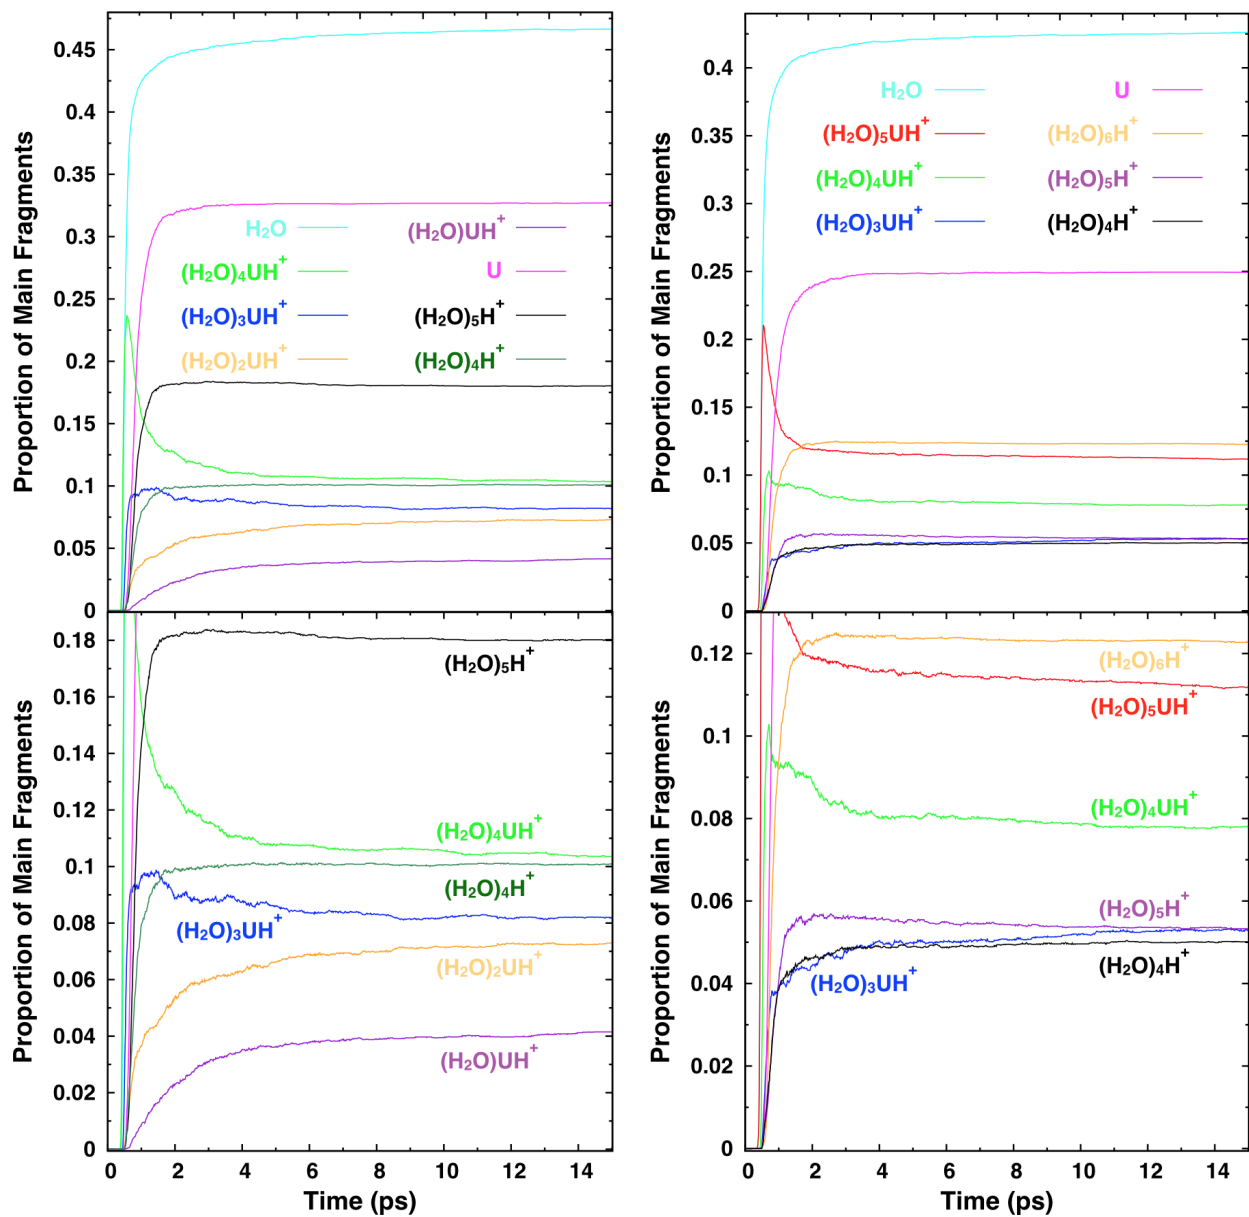 Proportion of Main Fragments
0.45
0.4
0.35
0.3
0.25
0.2
0.15
0.1
0.05
0
H₂O
(H₂O)₄UH⁺
(H₂O)₃UH⁺
(H₂O)₂UH⁺
(H₂O)UH⁺
U
(H₂O)₅H⁺
(H₂O)₄H⁺
Proportion of Main Fragments
0.4
0.35
0.3
0.25
0.2
0.15
0.1
0.05
0
H₂O
(H₂O)₅UH⁺
(H₂O)₄UH⁺
(H₂O)₃UH⁺
U
(H₂O)₆H⁺
(H₂O)₅H⁺
(H₂O)₄H⁺
Proportion of Main Fragments
0.18
0.16
0.14
0.12
0.1
0.08
0.06
0.04
0.02
0
(H₂O)₅H⁺
(H₂O)₄UH⁺
(H₂O)₄H⁺
(H₂O)₃UH⁺
(H₂O)₂UH⁺
(H₂O)UH⁺
0 2 4 6 8 10 12 14
Time (ps)
Proportion of Main Fragments
0.12
0.1
0.08
0.06
0.04
0.02
0
(H₂O)₆H⁺
(H₂O)₅UH⁺
(H₂O)₄UH⁺
(H₂O)₅H⁺
(H₂O)₃UH⁺
(H₂O)₄H⁺
0 2 4 6 8 10 12 14
Time (ps)